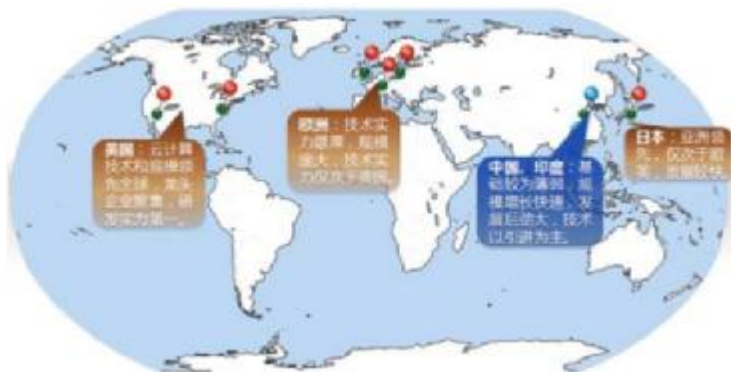 美国：云计算
技术和规模领
先全球，龙头
企业聚集，研
发实力第一。
欧洲：技术实
力雄厚，规模
庞大，技术实
力仅次于美国。
中国、印度：基
础较为薄弱，规
模增长快速，发
展后劲大，技术
以引进为主。
日本：亚洲领
先，仅次于欧
美，发展较快。